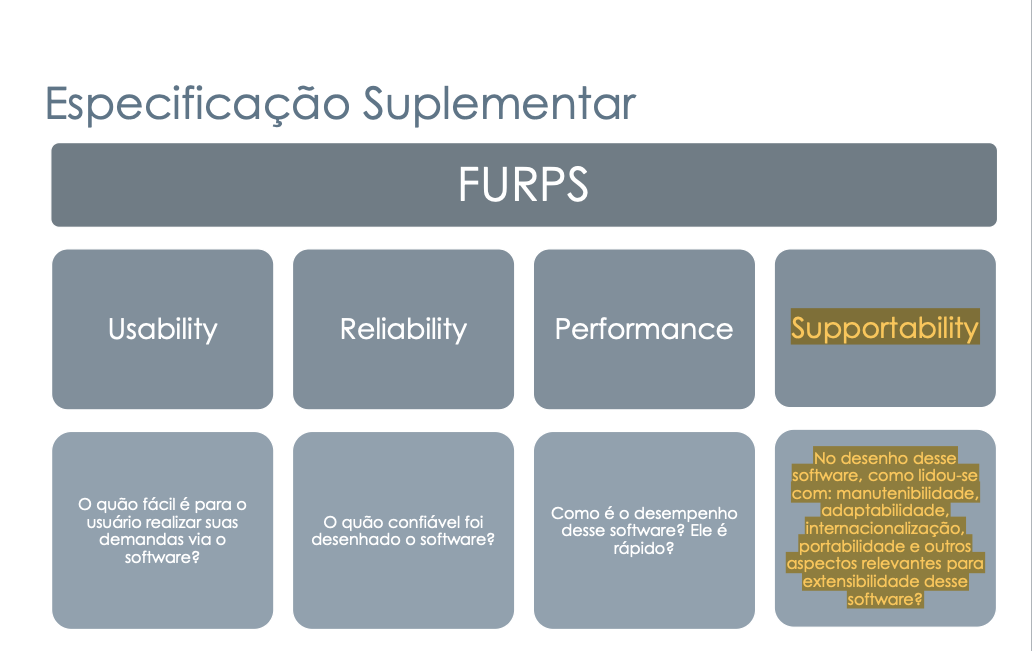 Especificação Suplementar
FURPS
Usability
Reliability
Performance
Supportability
O quão fácil é para o
usuário realizar suas
demandas via o
software?
O quão confiável foi
desenhado o software?
Como é o desempenho
desse software? Ele é
rápido?
No desenho desse
software, como lidou-se
com: manutenibilidade,
adaptabilidade,
internacionalização,
portabilidade e outros
aspectos relevantes para
extensibilidade desse
software?